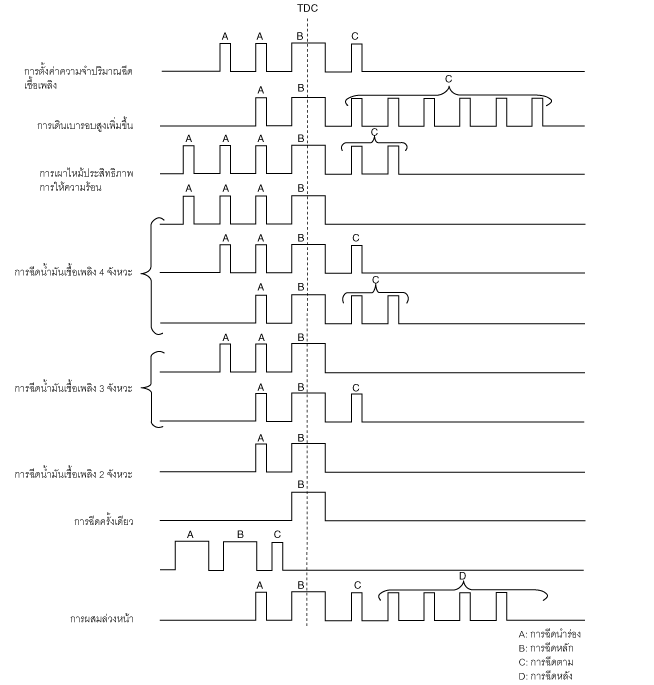 TDC
A A B C
การตั้งค่าความจำปริมาณฉีด
เชื้อเพลิง
A B C
การเดินเบารอบสูงเพิ่มขึ้น
A A A B C
การเผาไหม้ประสิทธิภาพ
การให้ความร้อน
A A A B
A A B C
การฉีดน้ำมันเชื้อเพลิง 4 จังหวะ
A B C
A A B
การฉีดน้ำมันเชื้อเพลิง 3 จังหวะ
A B C
A B
การฉีดน้ำมันเชื้อเพลิง 2 จังหวะ
B
การฉีดครั้งเดียว
A B C
A B C D
การผสมล่วงหน้า
A: การฉีดนำร่อง
B: การฉีดหลัก
C: การฉีดตาม
D: การฉีดหลัง